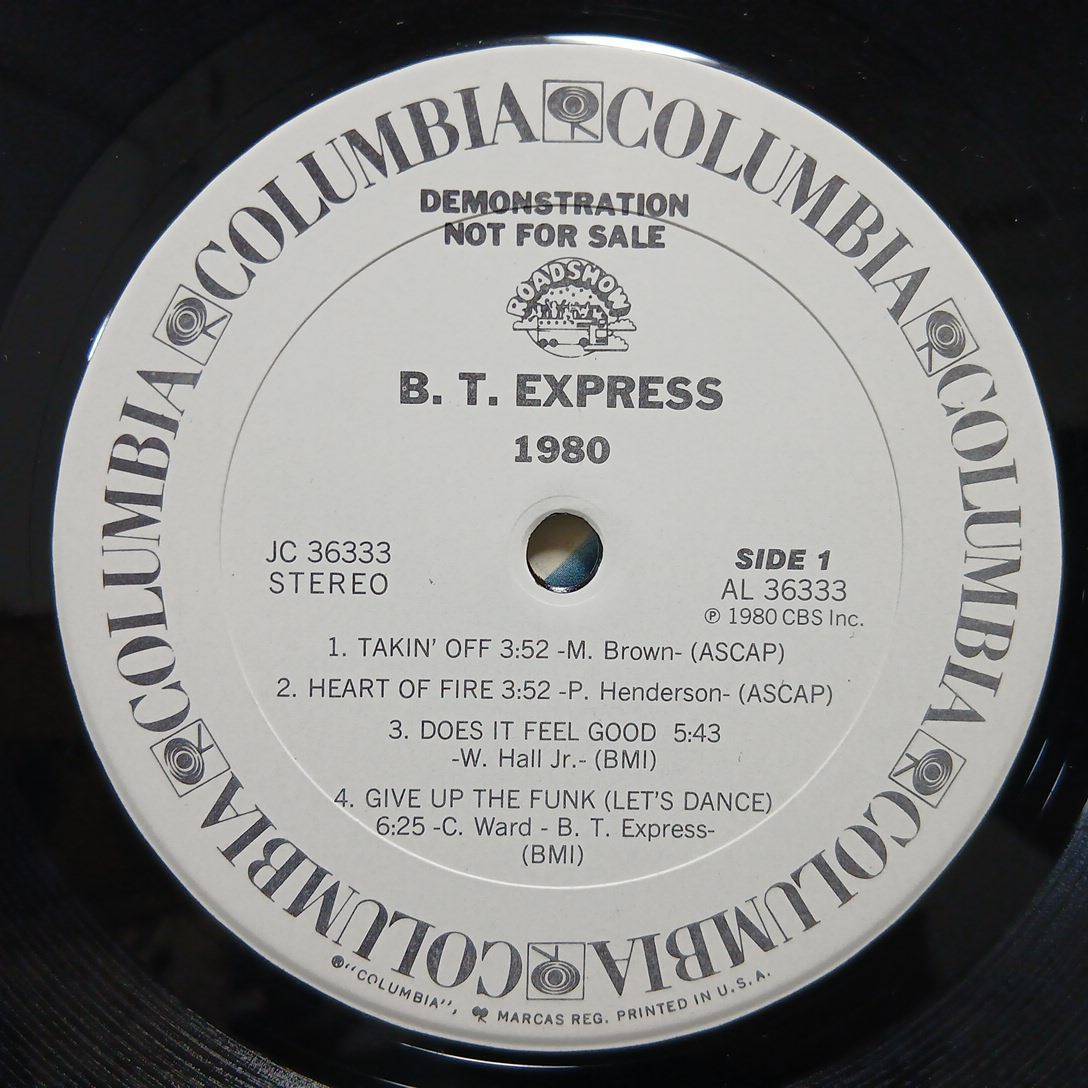 COLUMBIA COLUMBIA COLUMBIA COLUMBIA COLUMBIA COLUMBIA COLUMBIA COLUMBIA
DEMONSTRATION
NOT FOR SALE
ROADSHOW
B. T. EXPRESS
1980
JC 36333
STEREO
SIDE 1
AL 36333
℗ 1980 CBS Inc.
1. TAKIN' OFF 3:52 -M. Brown- (ASCAP)
2. HEART OF FIRE 3:52 -P. Henderson- (ASCAP)
3. DOES IT FEEL GOOD 5:43
-W. Hall Jr.- (BMI)
4. GIVE UP THE FUNK (LET'S DANCE)
6:25 -C. Ward - B. T. Express-
(BMI)
®"COLUMBIA", MARCAS REG. PRINTED IN U.S.A.